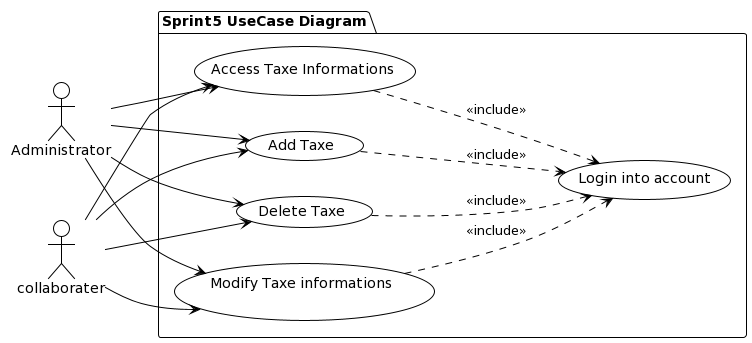 Sprint5 UseCase Diagram
Access Taxe Informations
«include»
Administrator
Add Taxe
«include»
Login into account
Delete Taxe
«include»
«include»
collaborater
Modify Taxe informations